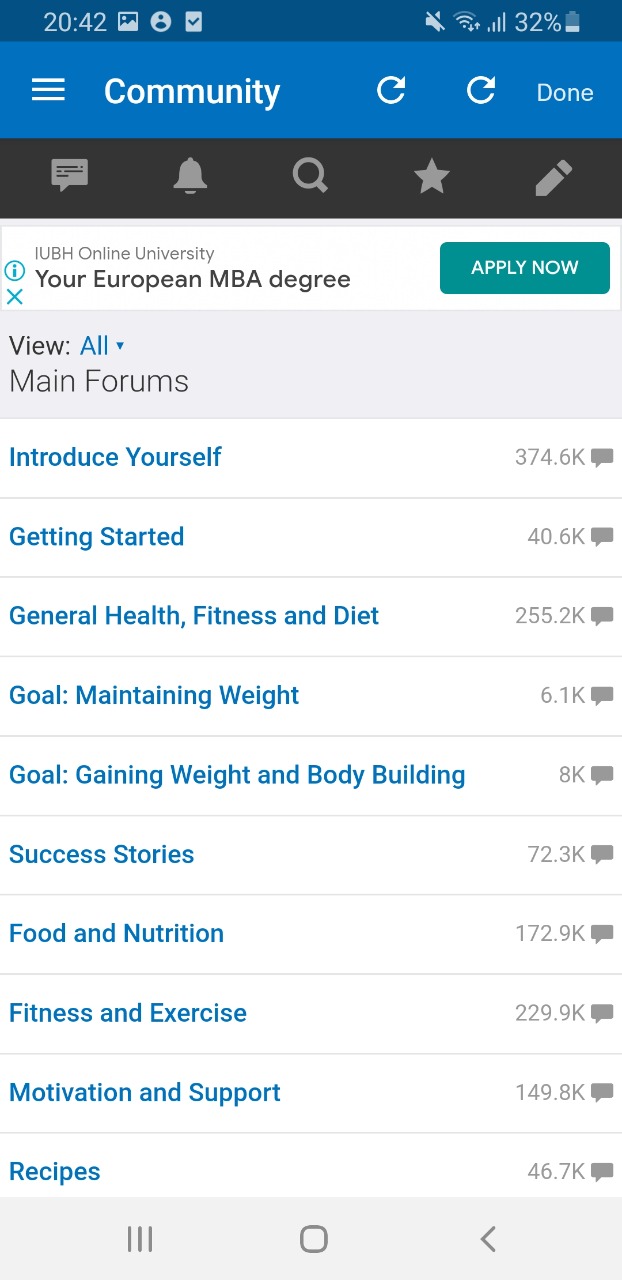 20:42 32%
Community Done
IUBH Online University
Your European MBA degree
APPLY NOW
View: All
Main Forums
Introduce Yourself 374.6K
Getting Started 40.6K
General Health, Fitness and Diet 255.2K
Goal: Maintaining Weight 6.1K
Goal: Gaining Weight and Body Building 8K
Success Stories 72.3K
Food and Nutrition 172.9K
Fitness and Exercise 229.9K
Motivation and Support 149.8K
Recipes 46.7K